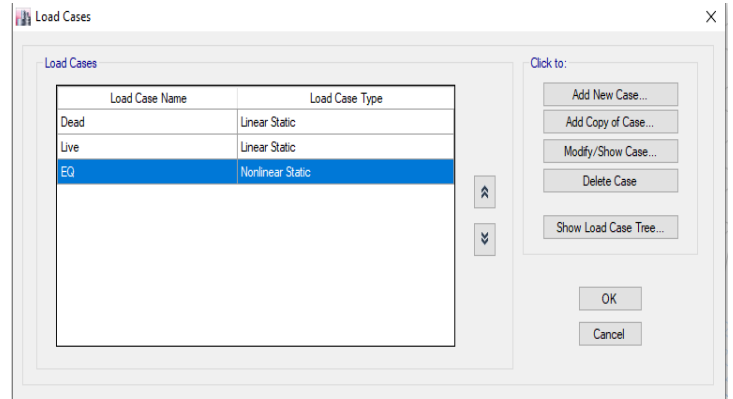 Load Cases
Load Cases
Click to:
Load Case Name Load Case Type
Dead Linear Static
Live Linear Static
EQ Nonlinear Static
Add New Case...
Add Copy of Case...
Modify/Show Case...
Delete Case
Show Load Case Tree...
OK
Cancel